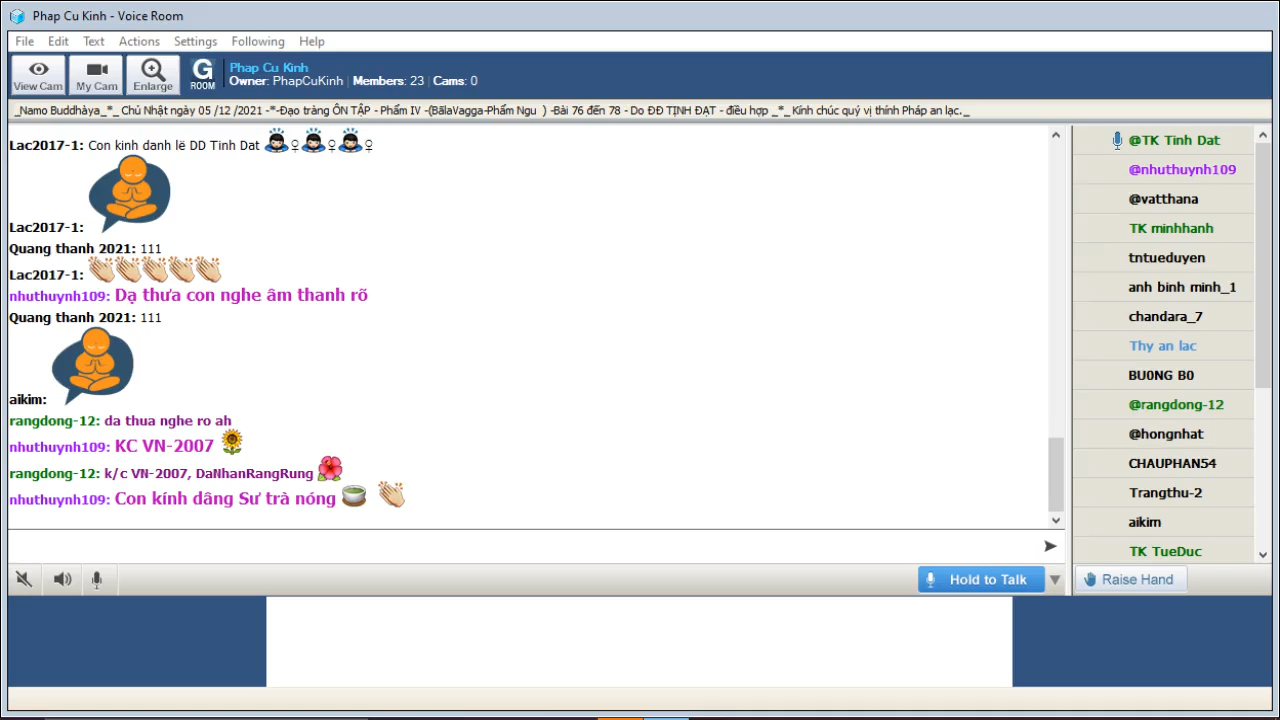 Phap Cu Kinh - Voice Room
File Edit Text Actions Settings Following Help
View Cam My Cam Enlarge G ROOM
Phap Cu Kinh
Owner: PhapCuKinh | Members: 23 | Cams: 0
_Namo Buddhàya_*_ Chủ Nhật ngày 05 /12 /2021 -*-Đạo tràng ÔN TẬP - Phẩm IV -(BālaVagga-Phẩm Ngu ) -Bài 76 đến 78 - Do ĐĐ TỊNH ĐẠT - điều hợp _*_ Kính chúc quý vị thính Pháp an lạc._
Lac2017-1: Con kinh danh lê DD Tinh Dat ♀ ♀ ♀
Lac2017-1:
Quang thanh 2021: 111
Lac2017-1:
nhuthuynh109: Dạ thưa con nghe âm thanh rõ
Quang thanh 2021: 111
aikim:
rangdong-12: da thua nghe ro ah
nhuthuynh109: KC VN-2007
rangdong-12: k/c VN-2007, DaNhanRangRung
nhuthuynh109: Con kính dâng Sư trà nóng
Hold to Talk
@TK Tinh Dat
@nhuthuynh109
@vatthana
TK minhhanh
tntueduyen
anh binh minh_1
chandara_7
Thy an lac
BU0NG B0
@rangdong-12
@hongnhat
CHAUPHAN54
Trangthu-2
aikim
TK TueDuc
Raise Hand